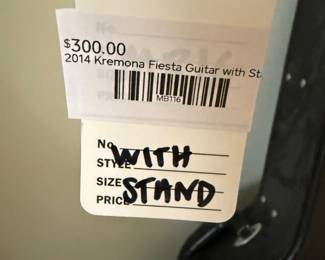 $300.00
2014 Kremona Fiesta Guitar with St
MB116
No.
WITH
STYLE
SIZE
STAND
PRICE